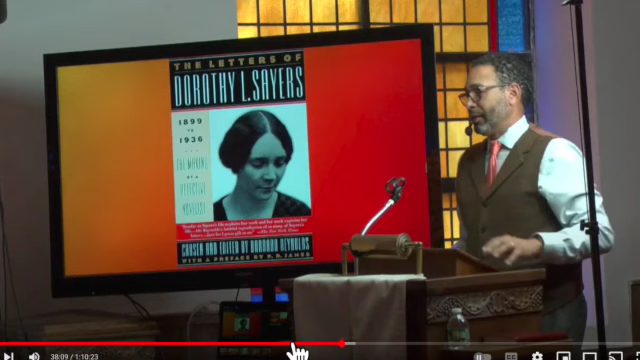 THE LETTERS OF
DOROTHY L. SAYERS
1899
TO
1936
THE MAKING
OF A
DETECTIVE
NOVELIST
CHOSEN AND EDITED BY BARBARA REYNOLDS
WITH A PREFACE BY P. D. JAMES
38:09 / 1:10:23